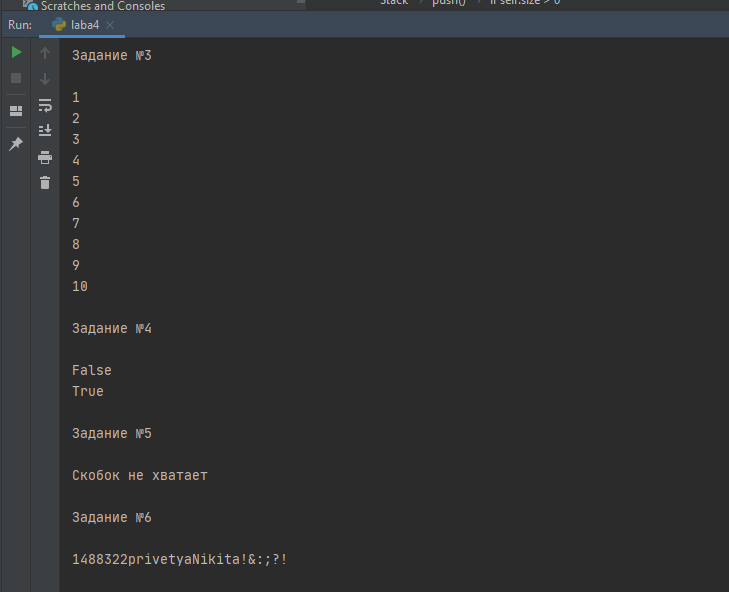 Scratches and Consoles
Stack push() if self.size > 0
Run: laba4
Задание №3
1
2
3
4
5
6
7
8
9
10
Задание №4
False
True
Задание №5
Скобок не хватает
Задание №6
1488322privetyaNikita!&:;?!